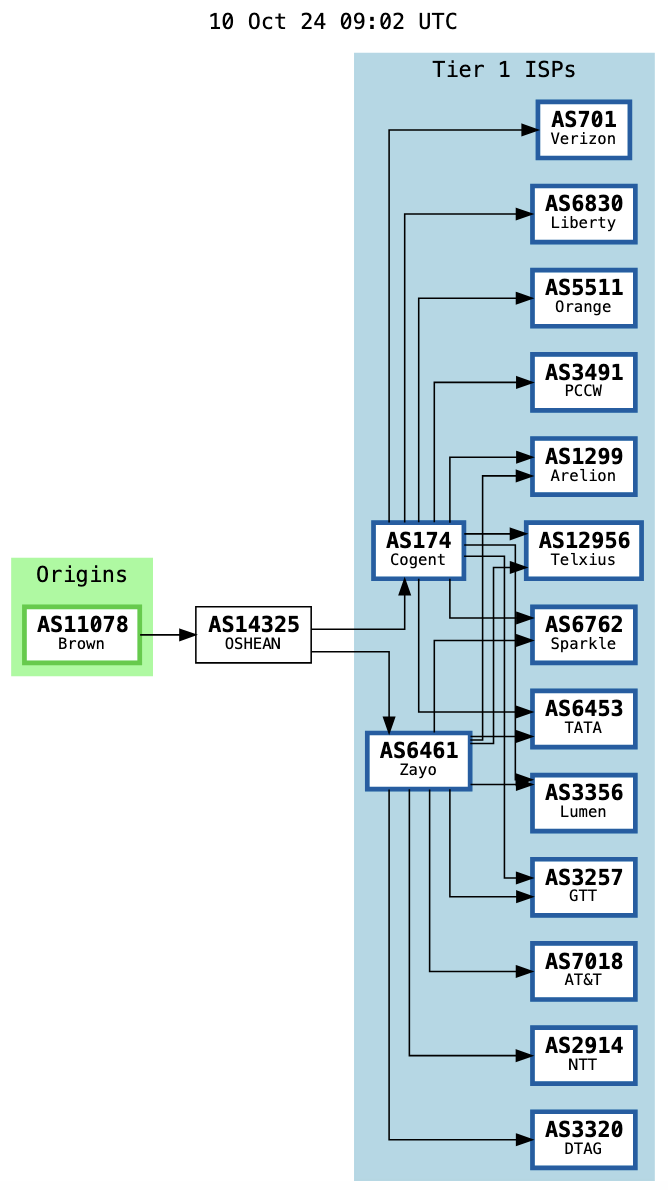 10 Oct 24 09:02 UTC
Tier 1 ISPs
AS701
Verizon
AS6830
Liberty
AS5511
Orange
AS3491
PCCW
AS1299
Arelion
AS174
Cogent
AS12956
Telxius
Origins
AS11078
Brown
AS14325
OSHEAN
AS6762
Sparkle
AS6453
TATA
AS6461
Zayo
AS3356
Lumen
AS3257
GTT
AS7018
AT&T
AS2914
NTT
AS3320
DTAG